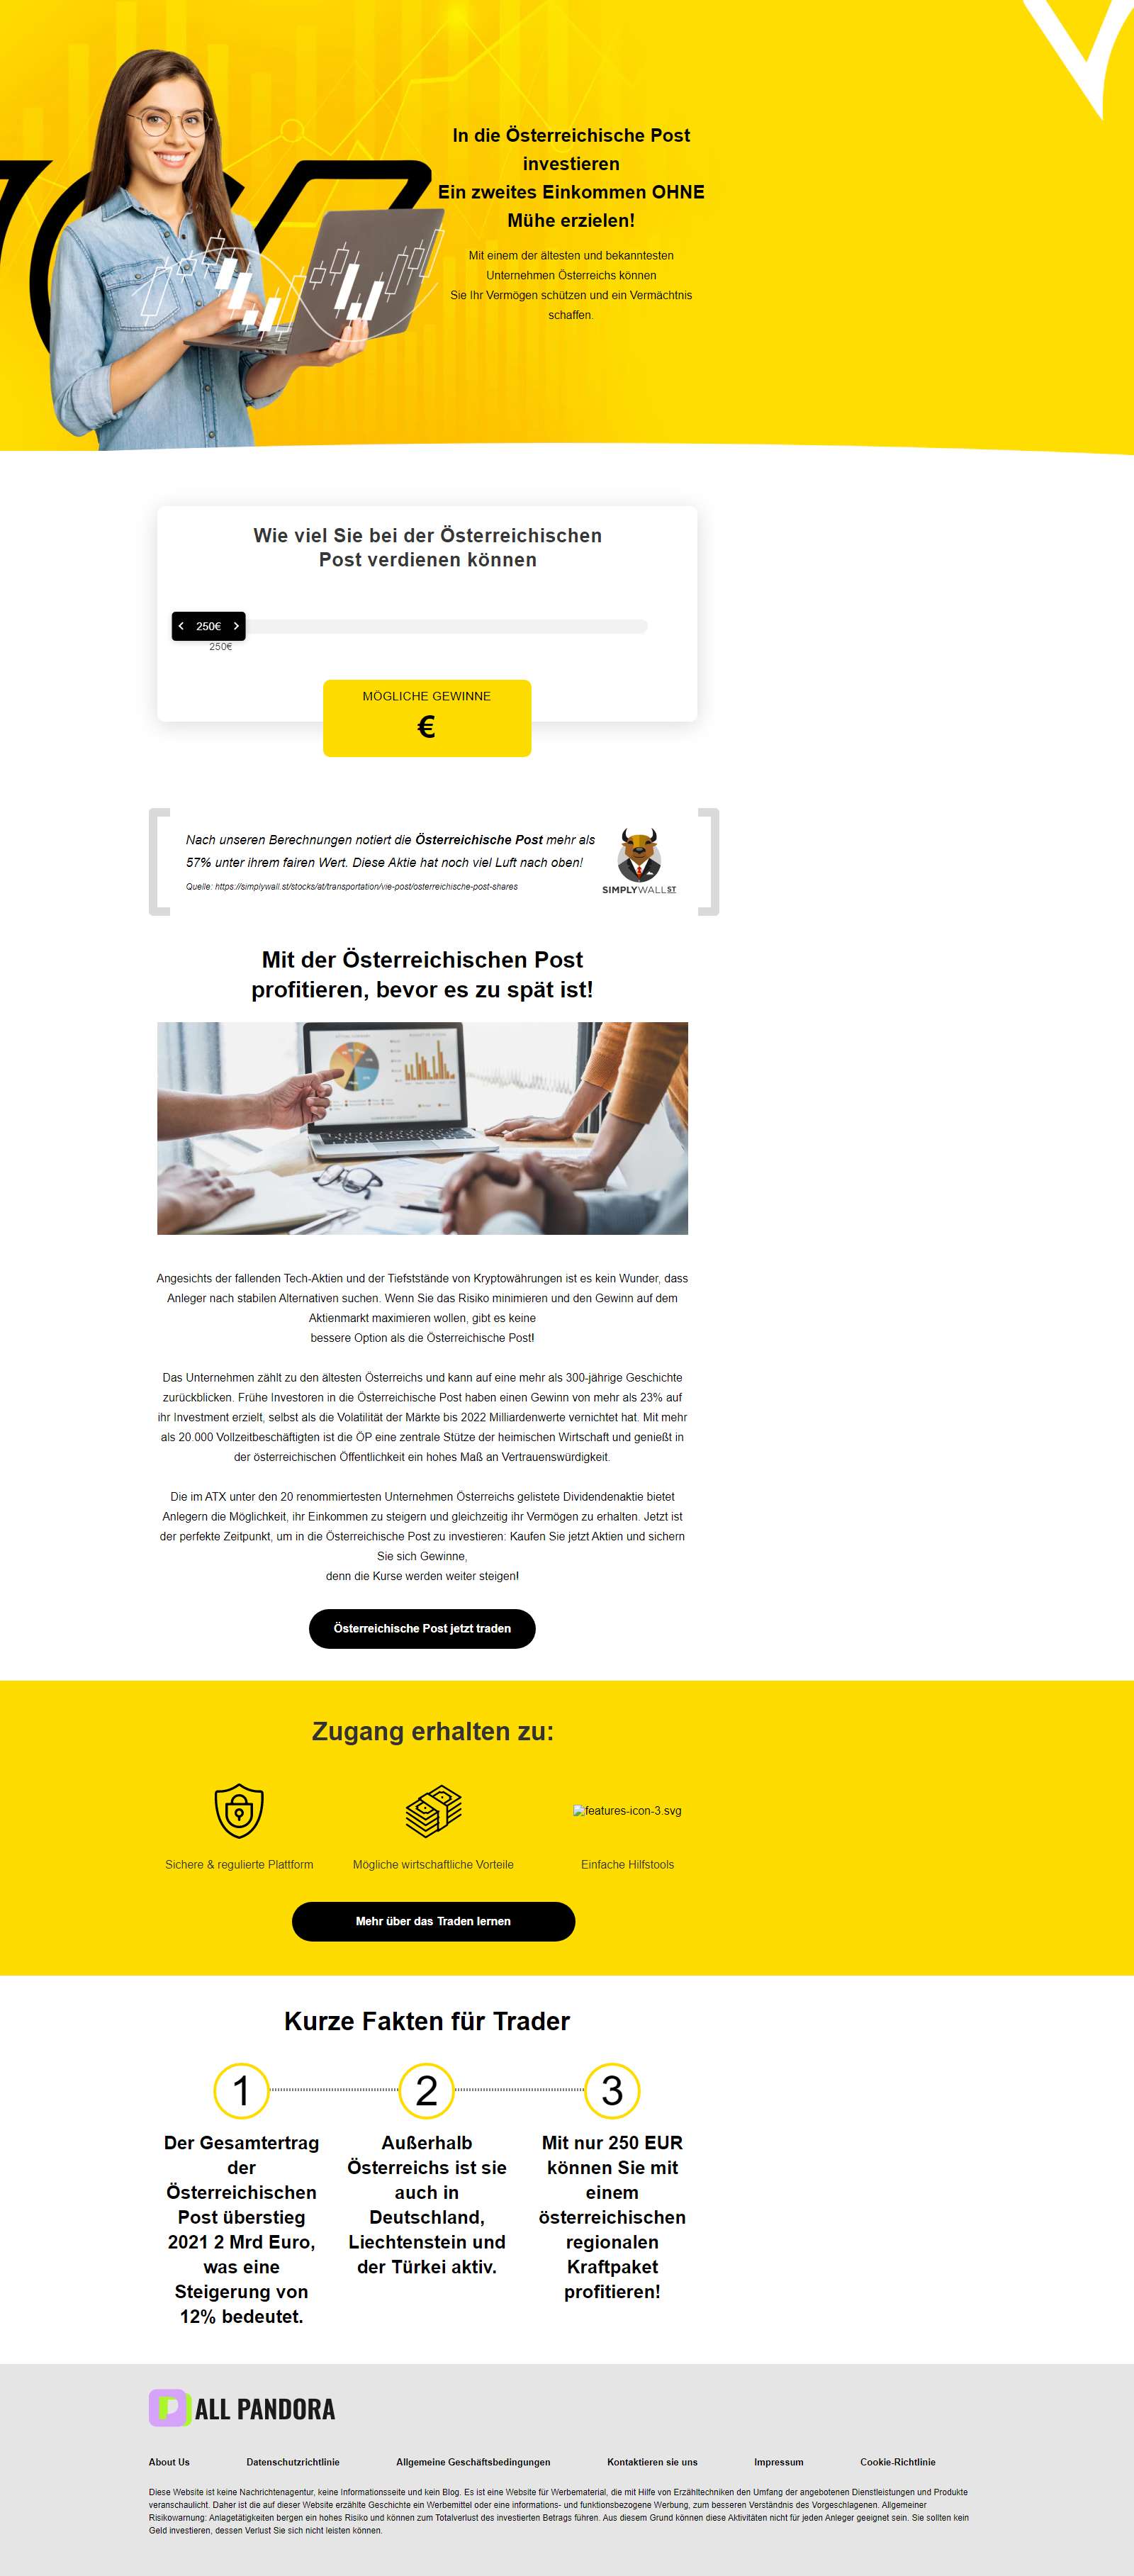 In die Österreichische Post
investieren
Ein zweites Einkommen OHNE
Mühe erzielen!
Mit einem der ältesten und bekanntesten
Unternehmen Österreichs können
Sie Ihr Vermögen schützen und ein Vermächtnis
schaffen.
Wie viel Sie bei der Österreichischen
Post verdienen können
250€
250€
MÖGLICHE GEWINNE
€
Nach unseren Berechnungen notiert die Österreichische Post mehr als
57% unter ihrem fairen Wert. Diese Aktie hat noch viel Luft nach oben!
Quelle: https://simplywall.st/stocks/at/transportation/vie-post/osterreichische-post-shares
SIMPLYWALLST
Mit der Österreichischen Post
profitieren, bevor es zu spät ist!
Angesichts der fallenden Tech-Aktien und der Tiefststände von Kryptowährungen ist es kein Wunder, dass
Anleger nach stabilen Alternativen suchen. Wenn Sie das Risiko minimieren und den Gewinn auf dem
Aktienmarkt maximieren wollen, gibt es keine
bessere Option als die Österreichische Post!
Das Unternehmen zählt zu den ältesten Österreichs und kann auf eine mehr als 300-jährige Geschichte
zurückblicken. Frühe Investoren in die Österreichische Post haben einen Gewinn von mehr als 23% auf
ihr Investment erzielt, selbst als die Volatilität der Märkte bis 2022 Milliardenwerte vernichtet hat. Mit mehr
als 20.000 Vollzeitbeschäftigten ist die ÖP eine zentrale Stütze der heimischen Wirtschaft und genießt in
der österreichischen Öffentlichkeit ein hohes Maß an Vertrauenswürdigkeit.
Die im ATX unter den 20 renommiertesten Unternehmen Österreichs gelistete Dividendenaktie bietet
Anlegern die Möglichkeit, ihr Einkommen zu steigern und gleichzeitig ihr Vermögen zu erhalten. Jetzt ist
der perfekte Zeitpunkt, um in die Österreichische Post zu investieren: Kaufen Sie jetzt Aktien und sichern
Sie sich Gewinne,
denn die Kurse werden weiter steigen!
Österreichische Post jetzt traden
Zugang erhalten zu:
features-icon-3.svg
Sichere & regulierte Plattform
Mögliche wirtschaftliche Vorteile
Einfache Hilfstools
Mehr über das Traden lernen
Kurze Fakten für Trader
1
2
3
Der Gesamtertrag
der
Österreichischen
Post überstieg
2021 2 Mrd Euro,
was eine
Steigerung von
12% bedeutet.
Außerhalb
Österreichs ist sie
auch in
Deutschland,
Liechtenstein und
der Türkei aktiv.
Mit nur 250 EUR
können Sie mit
einem
österreichischen
regionalen
Kraftpaket
profitieren!
ALL PANDORA
About Us
Datenschutzrichtlinie
Allgemeine Geschäftsbedingungen
Kontaktieren sie uns
Impressum
Cookie-Richtlinie
Diese Website ist keine Nachrichtenagentur, keine Informationsseite und kein Blog. Es ist eine Website für Werbematerial, die mit Hilfe von Erzähltechniken den Umfang der angebotenen Dienstleistungen und Produkte
veranschaulicht. Daher ist die auf dieser Website erzählte Geschichte ein Werbemittel oder eine informations- und funktionsbezogene Werbung, zum besseren Verständnis des Vorgeschlagenen. Allgemeiner
Risikowarnung: Anlagetätigkeiten bergen ein hohes Risiko und können zum Totalverlust des investierten Betrags führen. Aus diesem Grund können diese Aktivitäten nicht für jeden Anleger geeignet sein. Sie sollten kein
Geld investieren, dessen Verlust Sie sich nicht leisten können.